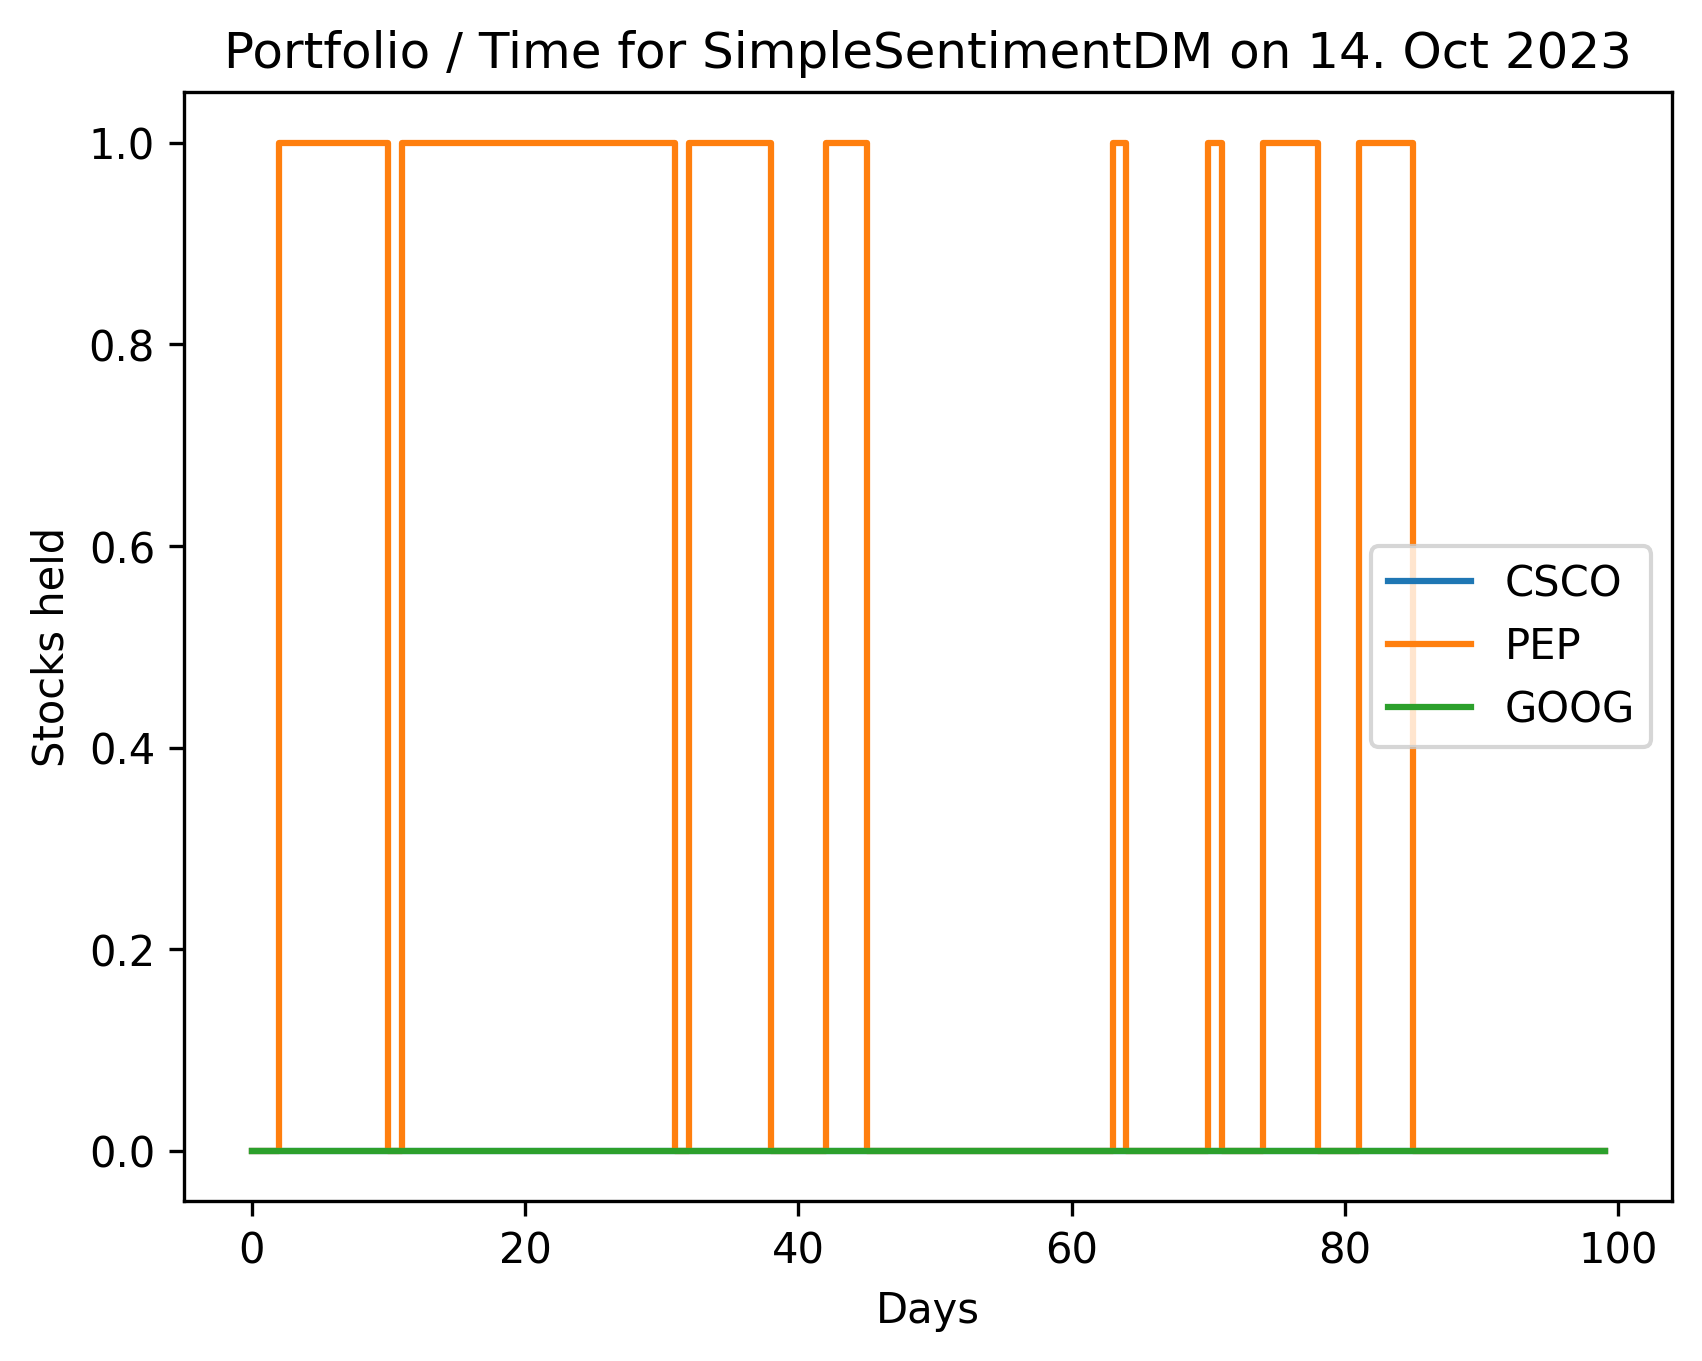 Portfolio / Time for SimpleSentimentDM on 14. Oct 2023
1.0
0.8
0.6
0.4
0.2
0.0
Stocks held
CSCO
PEP
GOOG
0 20 40 60 80 100
Days